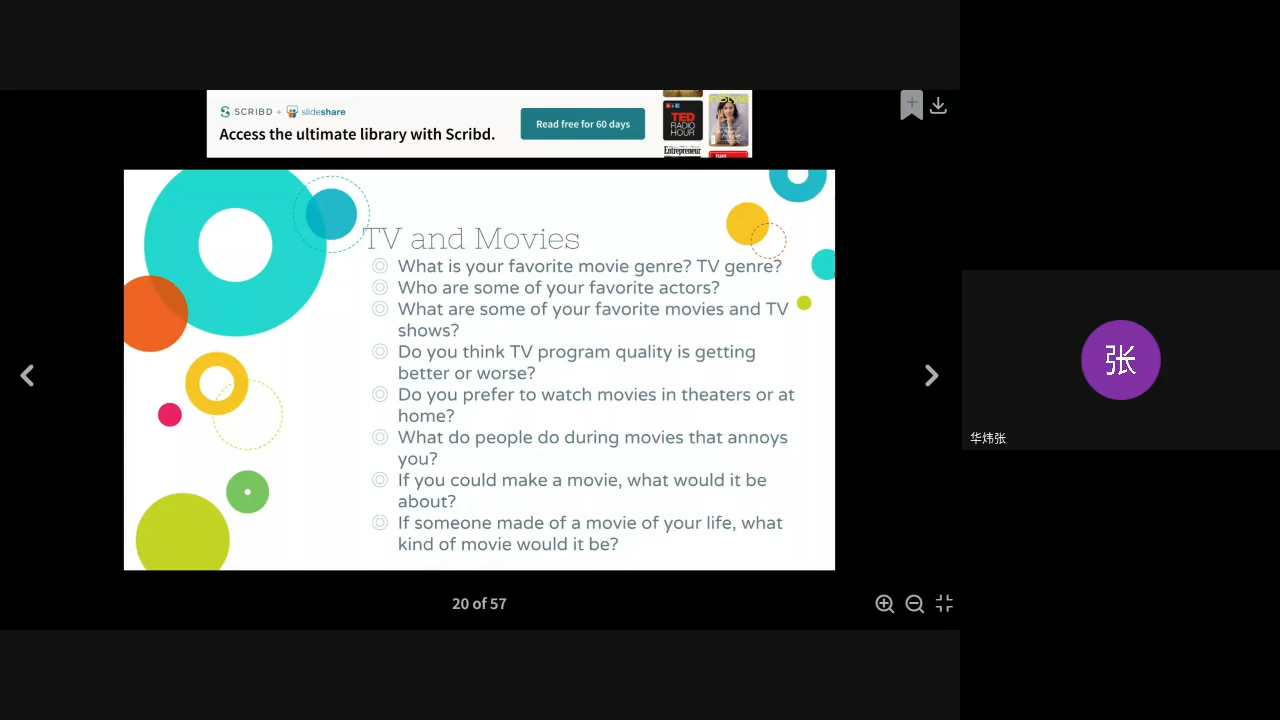 SCRIBD + slideshare
Access the ultimate library with Scribd.
Read free for 60 days
TED
RADIO
HOUR
Entrepreneur
TV and Movies
What is your favorite movie genre? TV genre?
Who are some of your favorite actors?
What are some of your favorite movies and TV
shows?
Do you think TV program quality is getting
better or worse?
Do you prefer to watch movies in theaters or at
home?
What do people do during movies that annoys
you?
If you could make a movie, what would it be
about?
If someone made of a movie of your life, what
kind of movie would it be?
20 of 57
张
华炜张